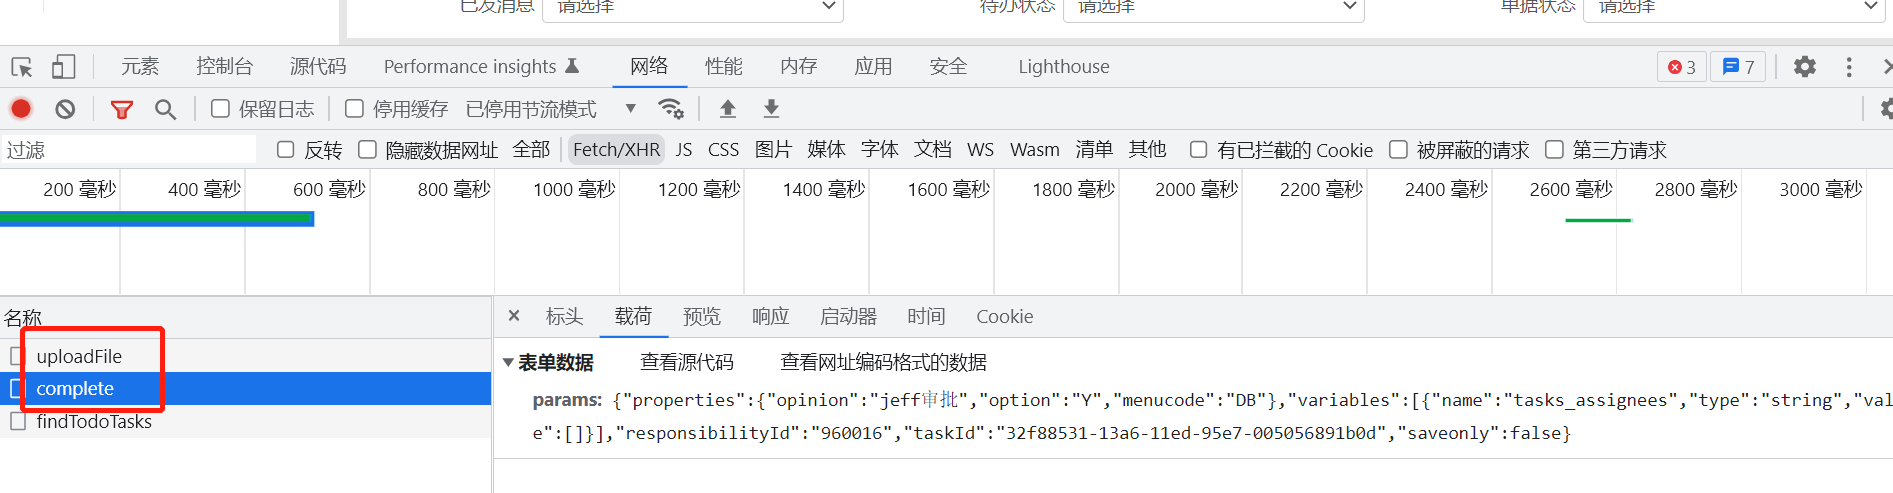 已发消息 请选择 待办状态 请选择 单据状态 请选择
元素 控制台 源代码 Performance insights 网络 性能 内存 应用 安全 Lighthouse 3 7
保留日志 停用缓存 已停用节流模式
过滤 反转 隐藏数据网址 全部 Fetch/XHR JS CSS 图片 媒体 字体 文档 WS Wasm 清单 其他 有已拦截的 Cookie 被屏蔽的请求 第三方请求
200 毫秒 400 毫秒 600 毫秒 800 毫秒 1000 毫秒 1200 毫秒 1400 毫秒 1600 毫秒 1800 毫秒 2000 毫秒 2200 毫秒 2400 毫秒 2600 毫秒 2800 毫秒 3000 毫秒
名称 标头 载荷 预览 响应 启动器 时间 Cookie
uploadFile
complete
findTodoTasks
表单数据 查看源代码 查看网址编码格式的数据
params: {"properties":{"opinion":"jeff审批","option":"Y","menucode":"DB"},"variables":[{"name":"tasks_assignees","type":"string","val
e":[]}],"responsibilityId":"960016","taskId":"32f88531-13a6-11ed-95e7-005056891b0d","saveonly":false}